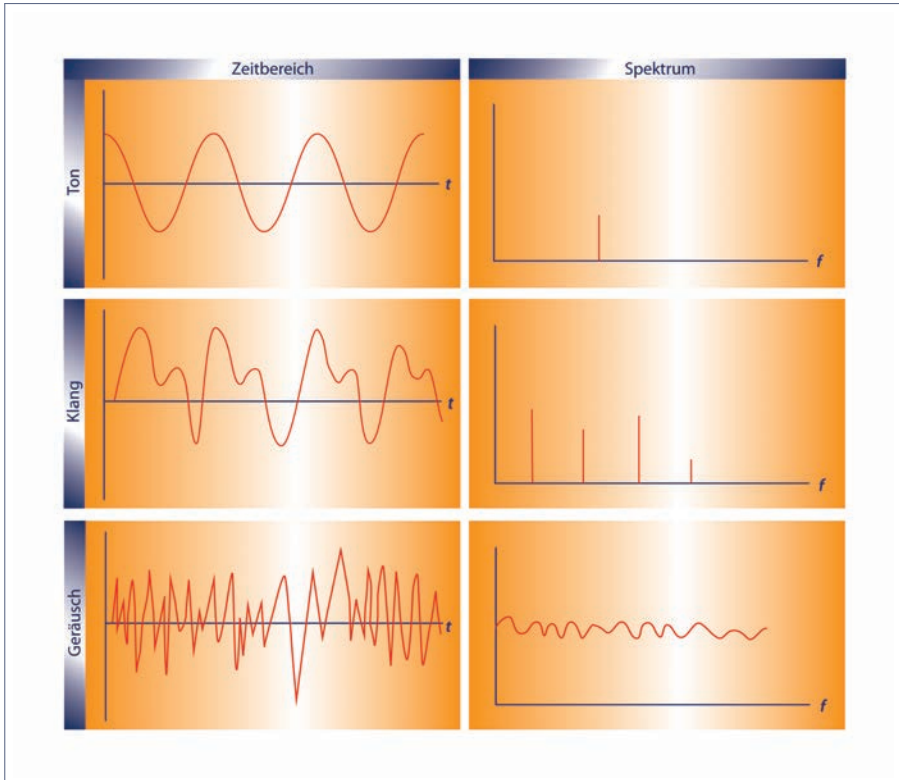 Zeitbereich
Spektrum
Ton
t
f
Klang
t
f
Geräusch
t
f